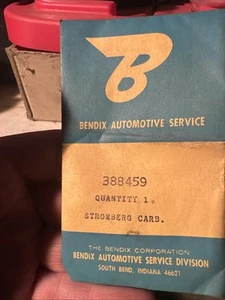 B
BENDIX AUTOMOTIVE SERVICE
388459
QUANTITY 1.
STROMBERG CARB.
THE BENDIX CORPORATION
BENDIX AUTOMOTIVE SERVICE DIVISION
SOUTH BEND, INDIANA 46621